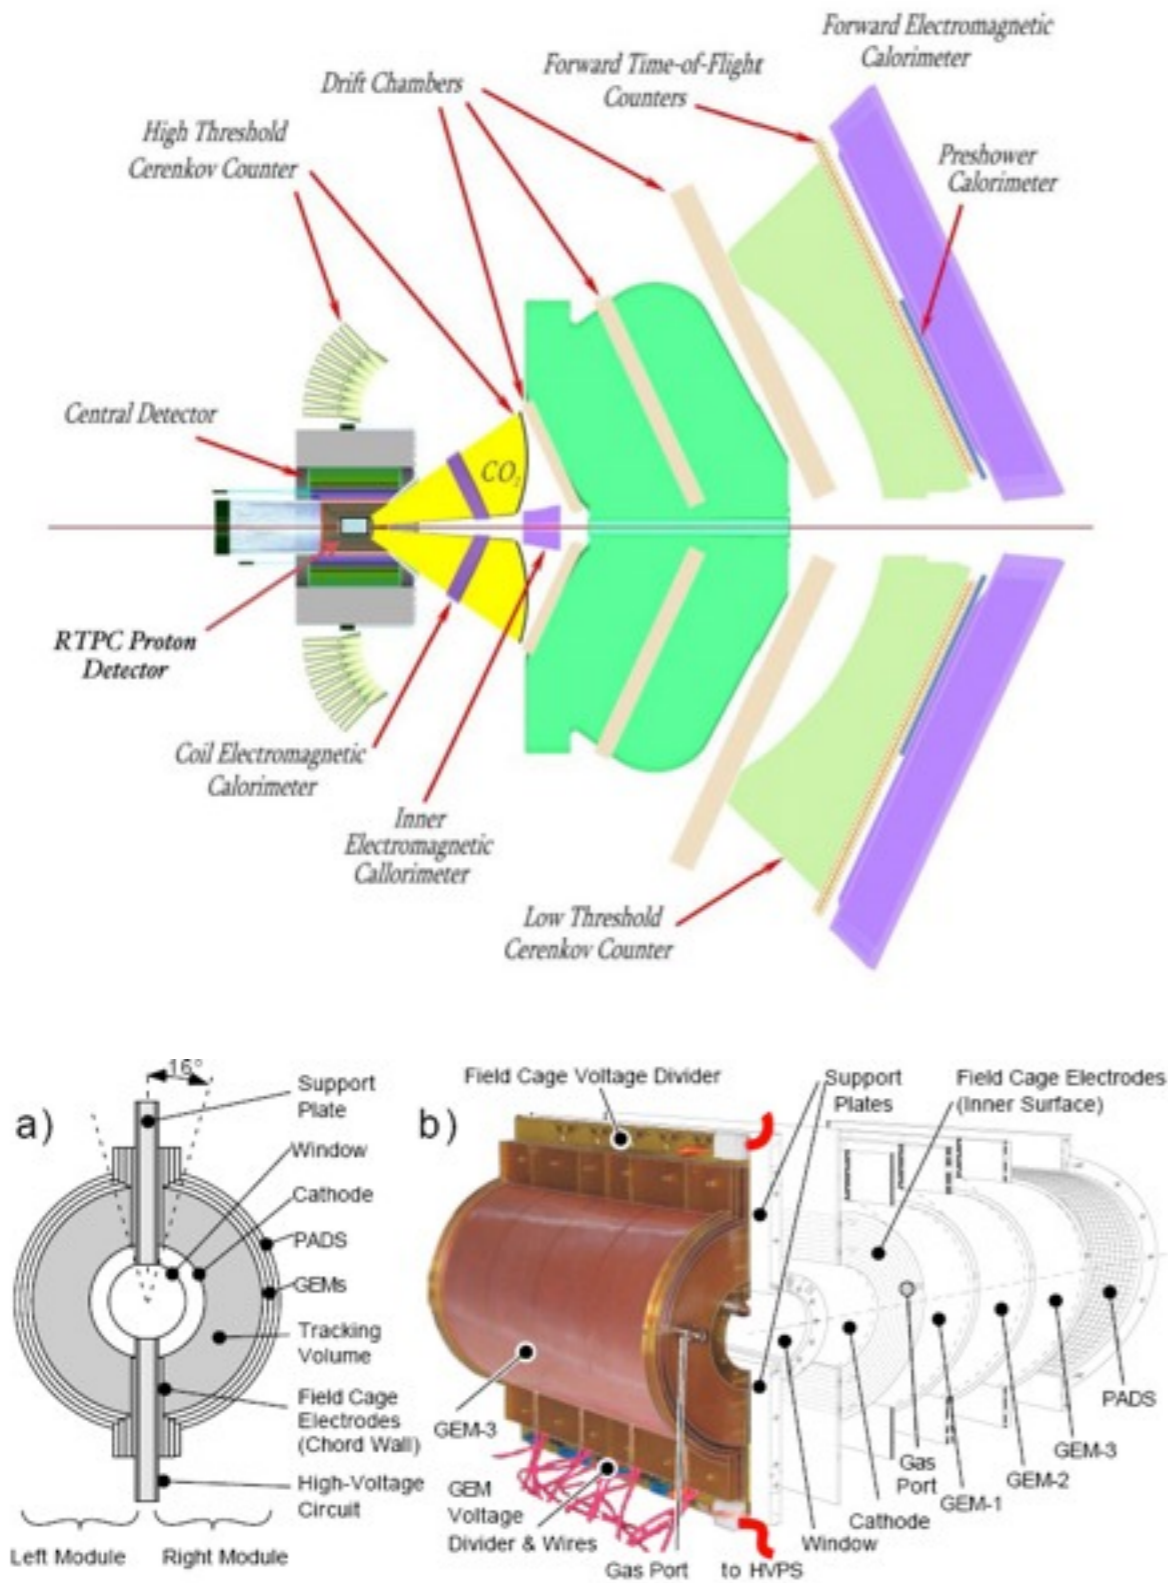 Forward Electromagnetic
Calorimeter
Forward Time-of-Flight
Counters
Drift Chambers
High Threshold
Cerenkov Counter
Preshower
Calorimeter
Central Detector
CO2
RTPC Proton
Detector
Coil Electromagnetic
Calorimeter
Inner
Electromagnetic
Callorimeter
Low Threshold
Cerenkov Counter
a)
16°
Support
Plate
Window
Cathode
PADS
GEMs
Tracking
Volume
Field Cage
Electrodes
(Chord Wall)
High-Voltage
Circuit
Left Module
Right Module
b)
Field Cage Voltage Divider
Support
Plates
Field Cage Electrodes
(Inner Surface)
GEM-3
GEM
Voltage
Divider & Wires
Gas Port
to HVPS
Window
Cathode
Gas
Port
GEM-1
GEM-2
GEM-3
PADS